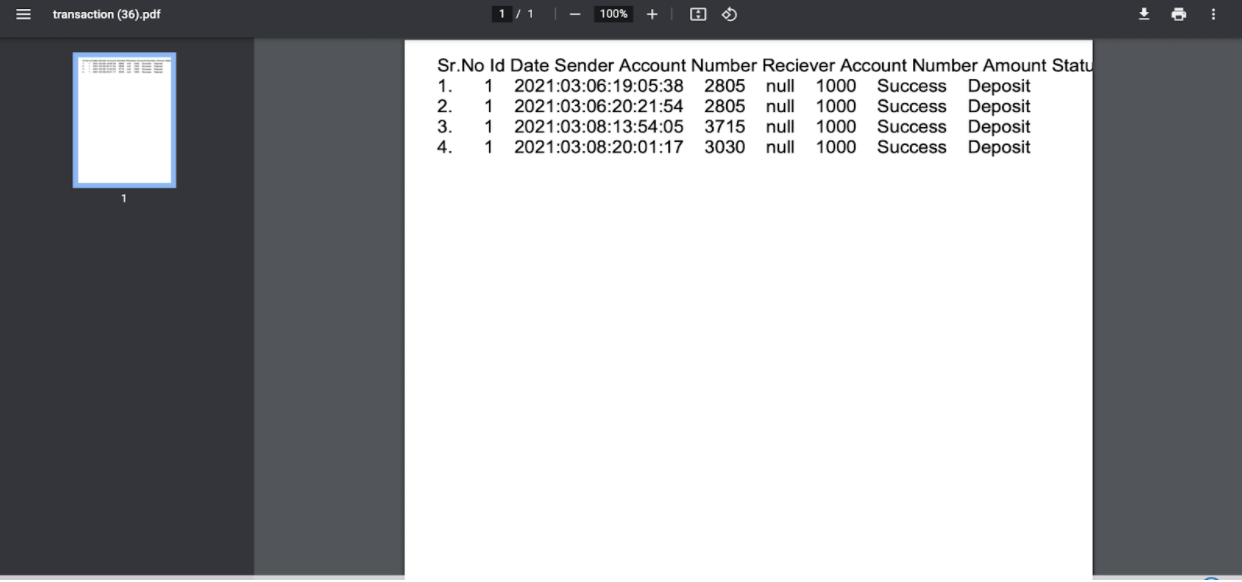 transaction (36).pdf
1 / 1
100%
Sr.No Id Date Sender Account Number Reciever Account Number Amount Statu
1. 1 2021:03:06:19:05:38 2805 null 1000 Success Deposit
2. 1 2021:03:06:20:21:54 2805 null 1000 Success Deposit
3. 1 2021:03:08:13:54:05 3715 null 1000 Success Deposit
4. 1 2021:03:08:20:01:17 3030 null 1000 Success Deposit
1